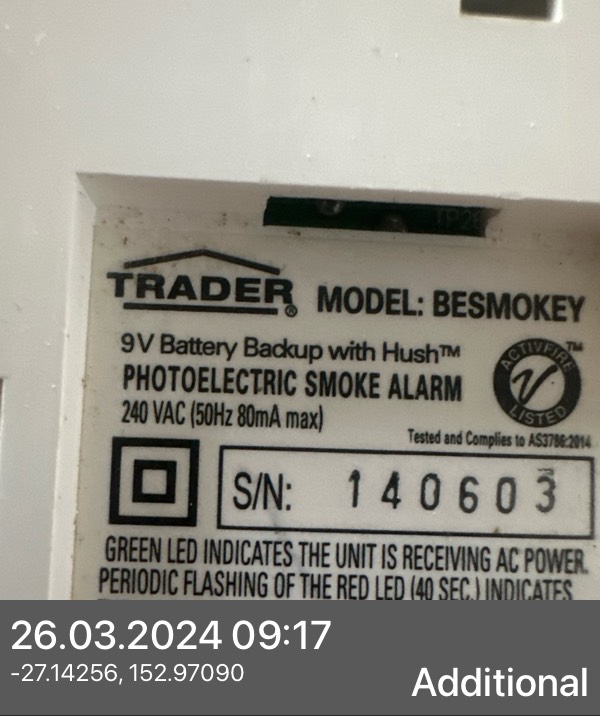 TRADER® MODEL: BESMOKEY
9V Battery Backup with Hush™
PHOTOELECTRIC SMOKE ALARM
240 VAC (50Hz 80mA max)
ACTIVFIRE™
LISTED
Tested and Complies to AS3786:2014
S/N: 140603
GREEN LED INDICATES THE UNIT IS RECEIVING AC POWER.
PERIODIC FLASHING OF THE RED LED (40 SEC.) INDICATES
26.03.2024 09:17
-27.14256, 152.97090
Additional